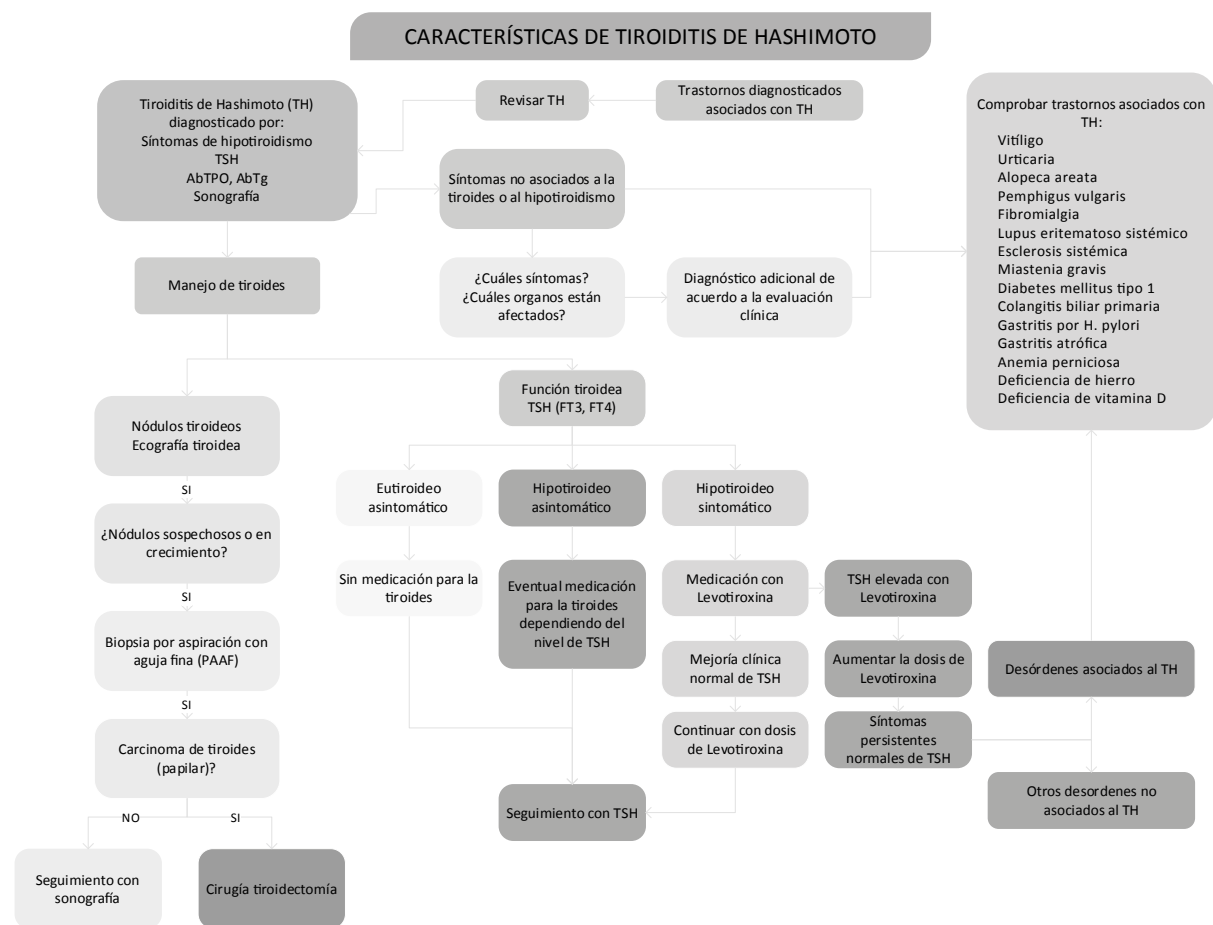 CARACTERÍSTICAS DE TIROIDITIS DE HASHIMOTO
Tiroiditis de Hashimoto (TH)
diagnosticado por:
Síntomas de hipotiroidismo
TSH
AbTPO, AbTg
Sonografía
Revisar TH
Trastornos diagnosticados
asociados con TH
Síntomas no asociados a la
tiroides o al hipotiroidismo
¿Cuáles síntomas?
¿Cuáles organos están
afectados?
Diagnóstico adicional de
acuerdo a la evaluación
clínica
Comprobar trastornos asociados con
TH:
Vitíligo
Urticaria
Alopeca areata
Pemphigus vulgaris
Fibromialgia
Lupus eritematoso sistémico
Esclerosis sistémica
Miastenia gravis
Diabetes mellitus tipo 1
Colangitis biliar primaria
Gastritis por H. pylori
Gastritis atrófica
Anemia perniciosa
Deficiencia de hierro
Deficiencia de vitamina D
Manejo de tiroides
Nódulos tiroideos
Ecografía tiroidea
SI
¿Nódulos sospechosos o en
crecimiento?
SI
Biopsia por aspiración con
aguja fina (PAAF)
SI
Carcinoma de tiroides
(papilar)?
NO
SI
Seguimiento con
sonografía
Cirugía tiroidectomía
Función tiroidea
TSH (FT3, FT4)
Eutiroideo
asintomático
Sin medicación para la
tiroides
Hipotiroideo
asintomático
Eventual medicación
para la tiroides
dependiendo del
nivel de TSH
Hipotiroideo
sintomático
Medicación con
Levotiroxina
Mejoría clínica
normal de TSH
Continuar con dosis
de Levotiroxina
Seguimiento con TSH
TSH elevada con
Levotiroxina
Aumentar la dosis de
Levotiroxina
Síntomas
persistentes
normales de TSH
Desórdenes asociados al TH
Otros desordenes no
asociados al TH